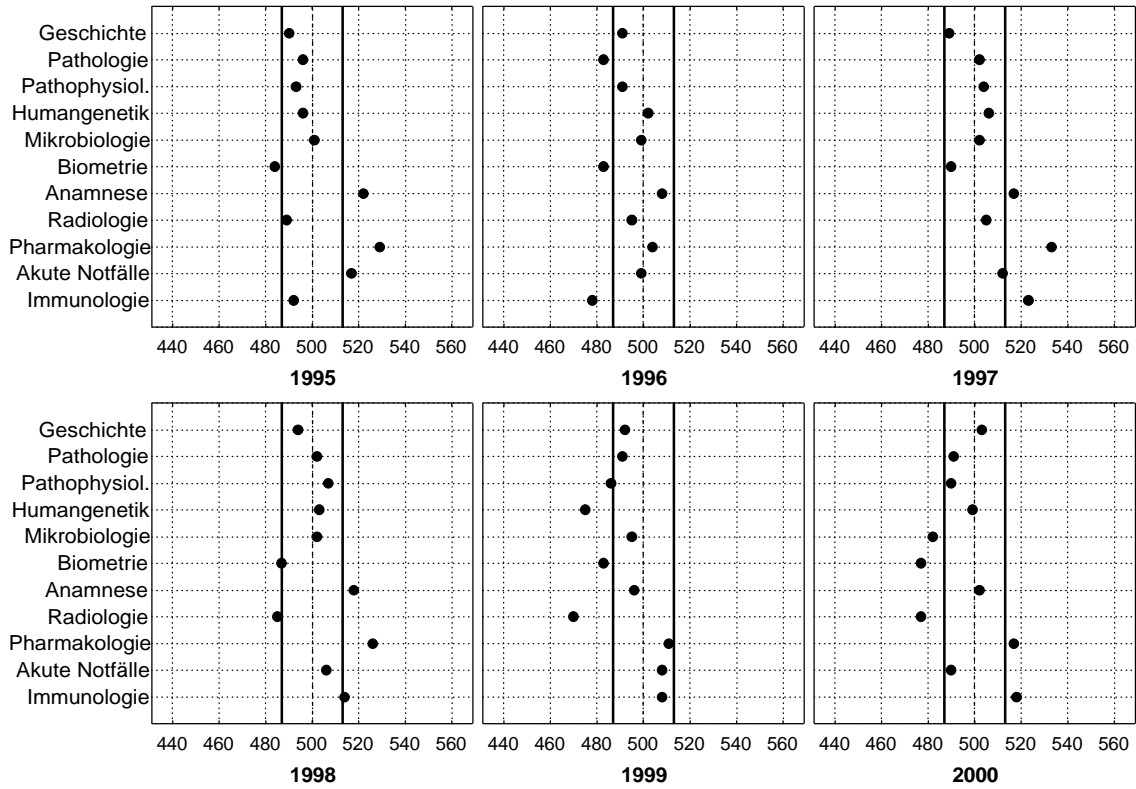 Geschichte
Pathologie
Pathophysiol.
Humangenetik
Mikrobiologie
Biometrie
Anamnese
Radiologie
Pharmakologie
Akute Notfälle
Immunologie
440 460 480 500 520 540 560 440 460 480 500 520 540 560 440 460 480 500 520 540 560
1995 1996 1997
Geschichte
Pathologie
Pathophysiol.
Humangenetik
Mikrobiologie
Biometrie
Anamnese
Radiologie
Pharmakologie
Akute Notfälle
Immunologie
440 460 480 500 520 540 560 440 460 480 500 520 540 560 440 460 480 500 520 540 560
1998 1999 2000